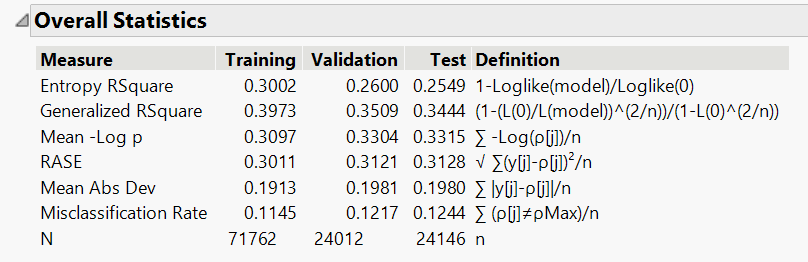 Overall Statistics
Measure Training Validation Test Definition
Entropy RSquare 0.3002 0.2600 0.2549 1-Loglike(model)/Loglike(0)
Generalized RSquare 0.3973 0.3509 0.3444 (1-(L(0)/L(model))^(2/n))/(1-L(0)^(2/n))
Mean -Log p 0.3097 0.3304 0.3315 ∑ -Log(ρ[j])/n
RASE 0.3011 0.3121 0.3128 √ ∑(y[j]-ρ[j])²/n
Mean Abs Dev 0.1913 0.1981 0.1980 ∑ |y[j]-ρ[j]|/n
Misclassification Rate 0.1145 0.1217 0.1244 ∑ (ρ[j]≠ρMax)/n
N 71762 24012 24146 n